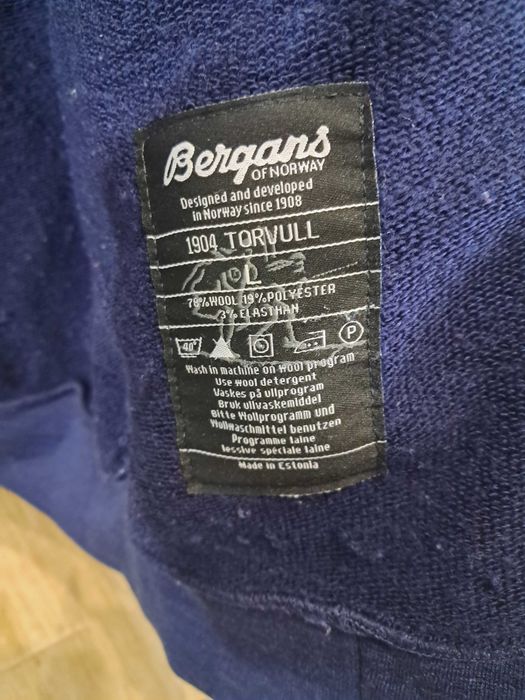 Bergans
OF NORWAY
Designed and developed
in Norway since 1908
1904 TORVULL
L
78%WOOL 19%POLYESTER
3% ELASTHAN
40°
P
Wash in machine on wool program
Use wool detergent
Vaskes på ullprogram
Bruk ullvaskemiddel
Bitte Wollprogramm und
Wollwaschmittel benutzen
Programme laine
lessive spéciale laine
Made in Estonia